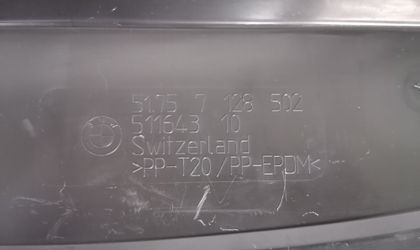 51.75 7 128 502
511643 10
Switzerland
>PP-T20/PP-EPDM<